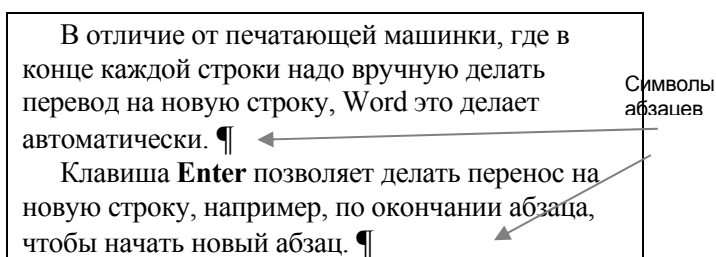 В отличие от печатающей машинки, где в
конце каждой строки надо вручную делать
перевод на новую строку, Word это делает
автоматически. ¶
Клавиша Enter позволяет делать перенос на
новую строку, например, по окончании абзаца,
чтобы начать новый абзац. ¶
Символы
абзацев